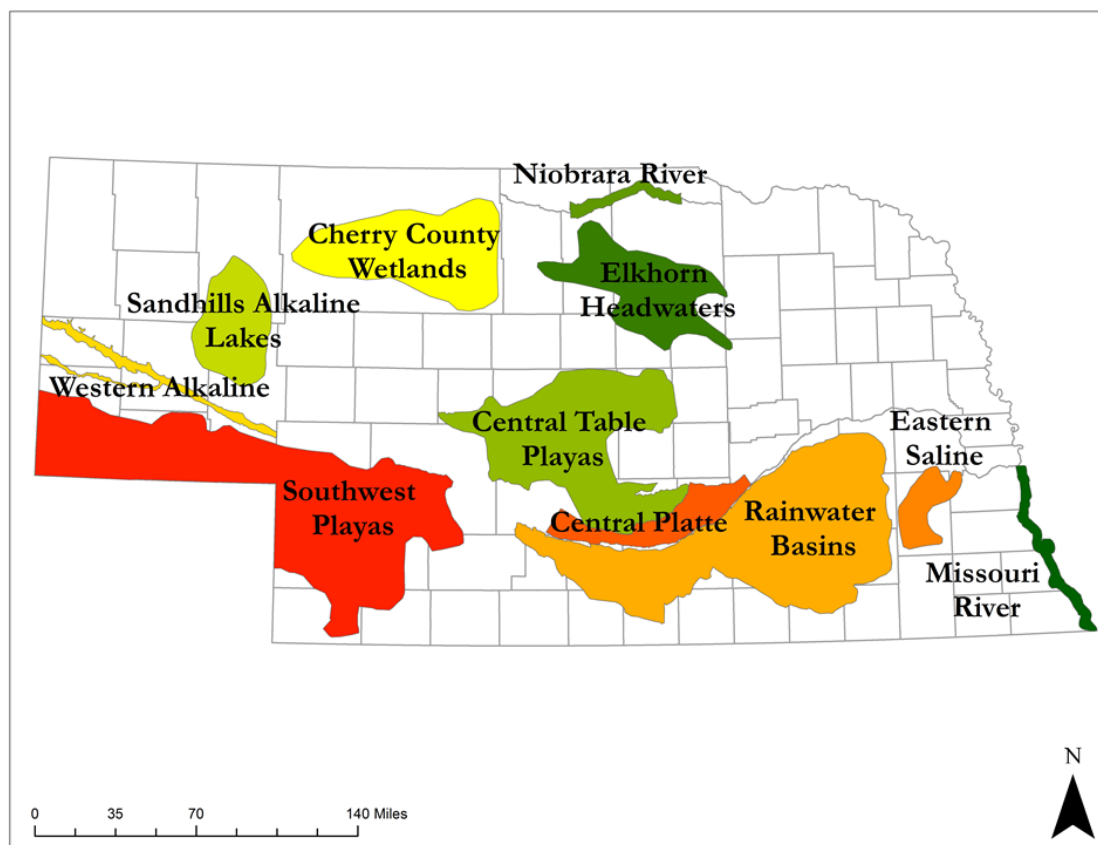 Niobrara River
Cherry County
Wetlands
Elkhorn
Headwaters
Sandhills Alkaline
Lakes
Western Alkaline
Central Table
Playas
Eastern
Saline
Southwest
Playas
Central Platte
Rainwater
Basins
Missouri
River
N
0 35 70 140 Miles